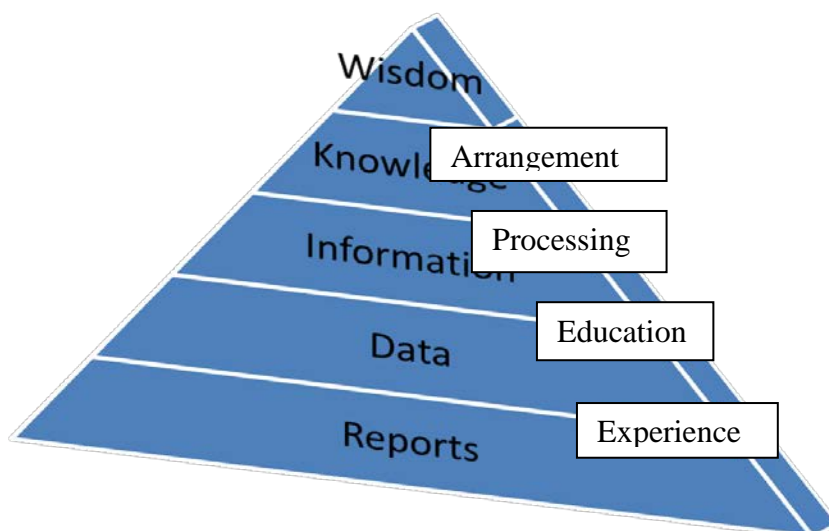 Wisdom
Arrangement
Knowledge
Processing
Information
Education
Data
Experience
Reports